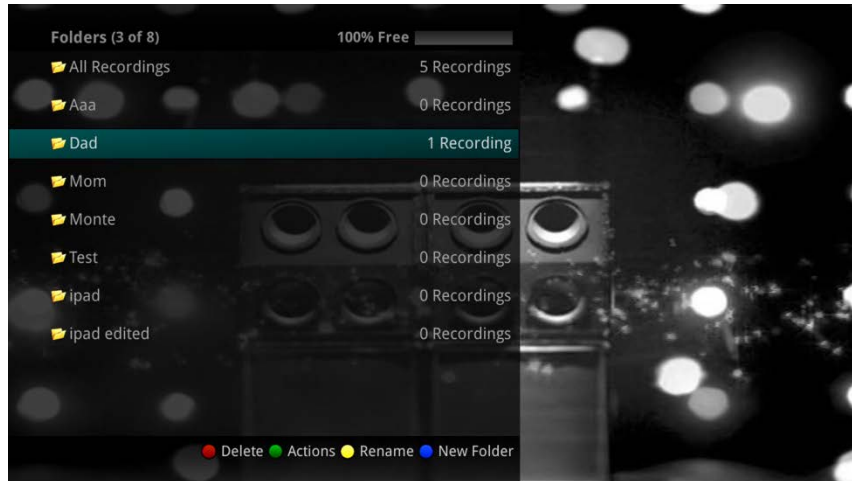 Folders (3 of 8) 100% Free
All Recordings 5 Recordings
Aaa 0 Recordings
Dad 1 Recording
Mom 0 Recordings
Monte 0 Recordings
Test 0 Recordings
ipad 0 Recordings
ipad edited 0 Recordings
Delete Actions Rename New Folder